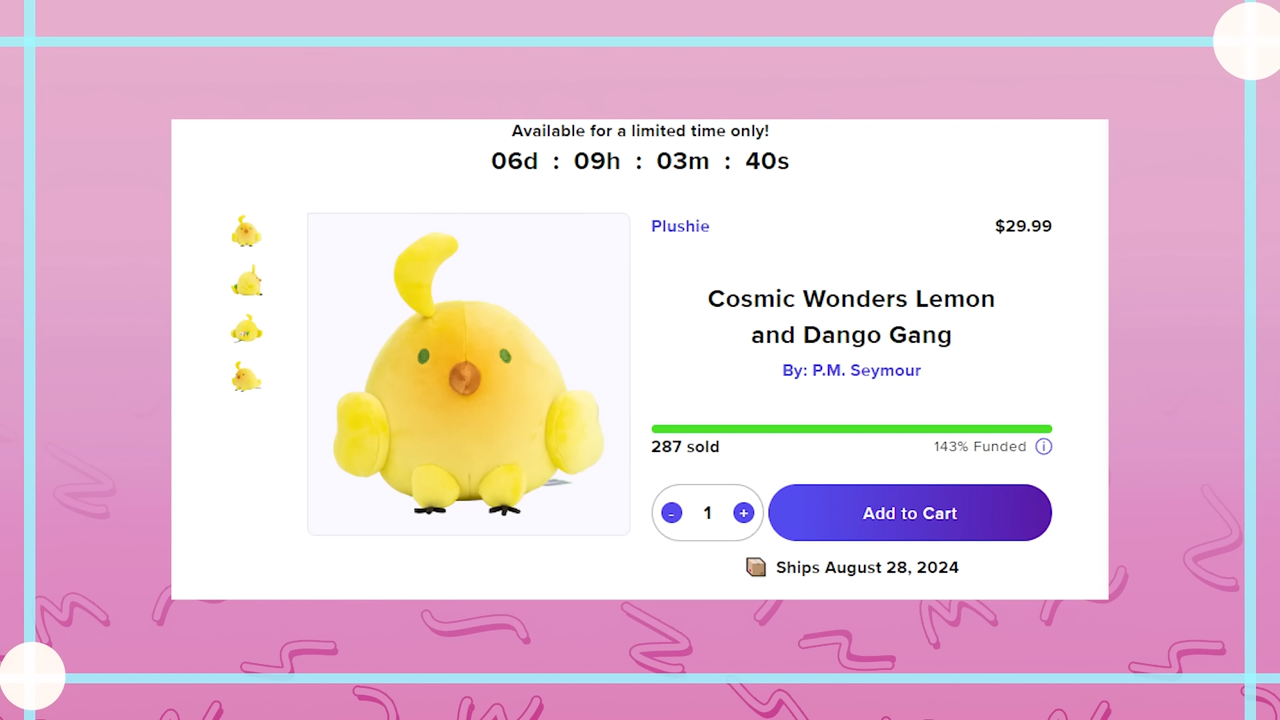 Available for a limited time only!
06d : 09h : 03m : 40s
Plushie
$29.99
Cosmic Wonders Lemon
and Dango Gang
By: P.M. Seymour
287 sold
143% Funded
- 1 +
Add to Cart
Ships August 28, 2024